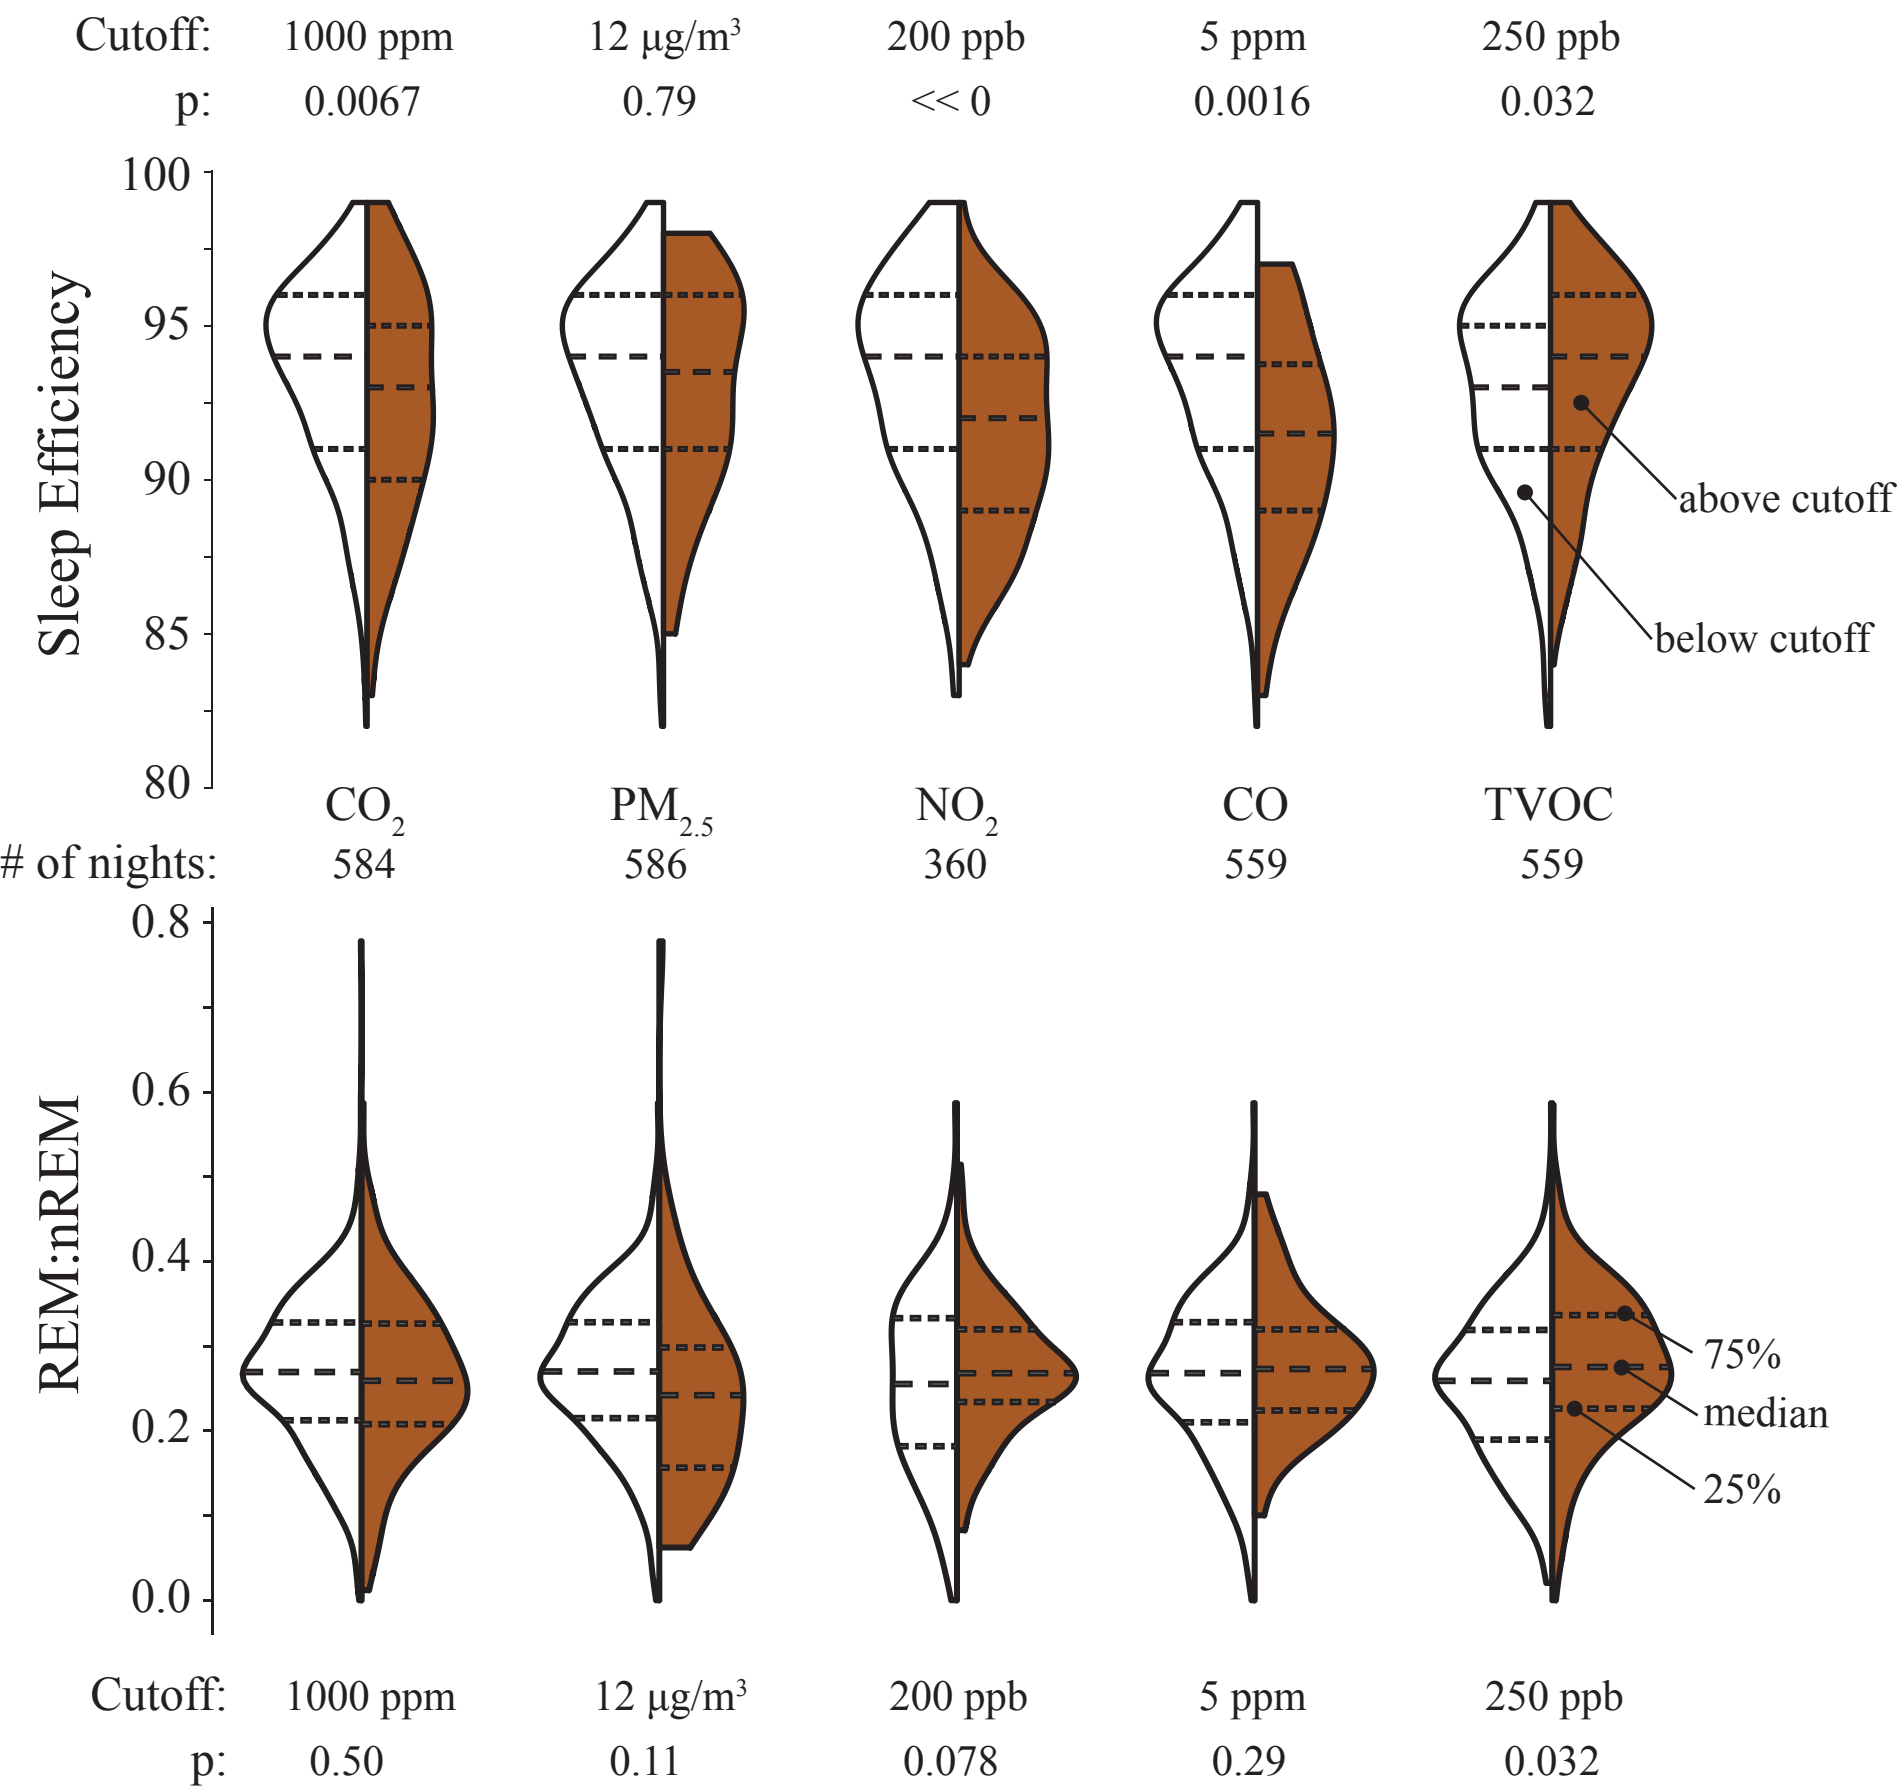 Cutoff: 1000 ppm 12 μg/m³ 200 ppb 5 ppm 250 ppb
p: 0.0067 0.79 << 0 0.0016 0.032
Sleep Efficiency
100
95
90
85
80
above cutoff
below cutoff
CO₂ PM₂.₅ NO₂ CO TVOC
# of nights: 584 586 360 559 559
REM:nREM
0.8
0.6
0.4
0.2
0.0
75%
median
25%
Cutoff: 1000 ppm 12 μg/m³ 200 ppb 5 ppm 250 ppb
p: 0.50 0.11 0.078 0.29 0.032